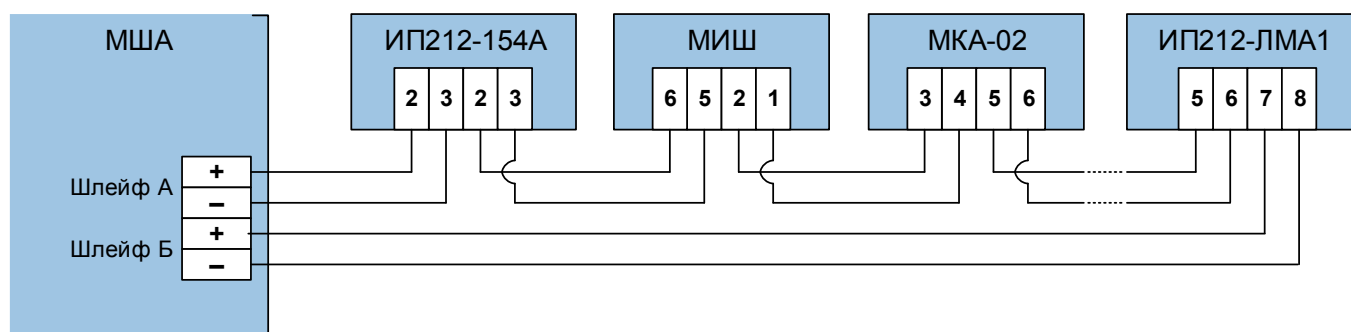 МША ИП212-154А МИШ МКА-02 ИП212-ЛМА1
2 3 2 3 6 5 2 1 3 4 5 6 5 6 7 8
Шлейф А + −
Шлейф Б + −